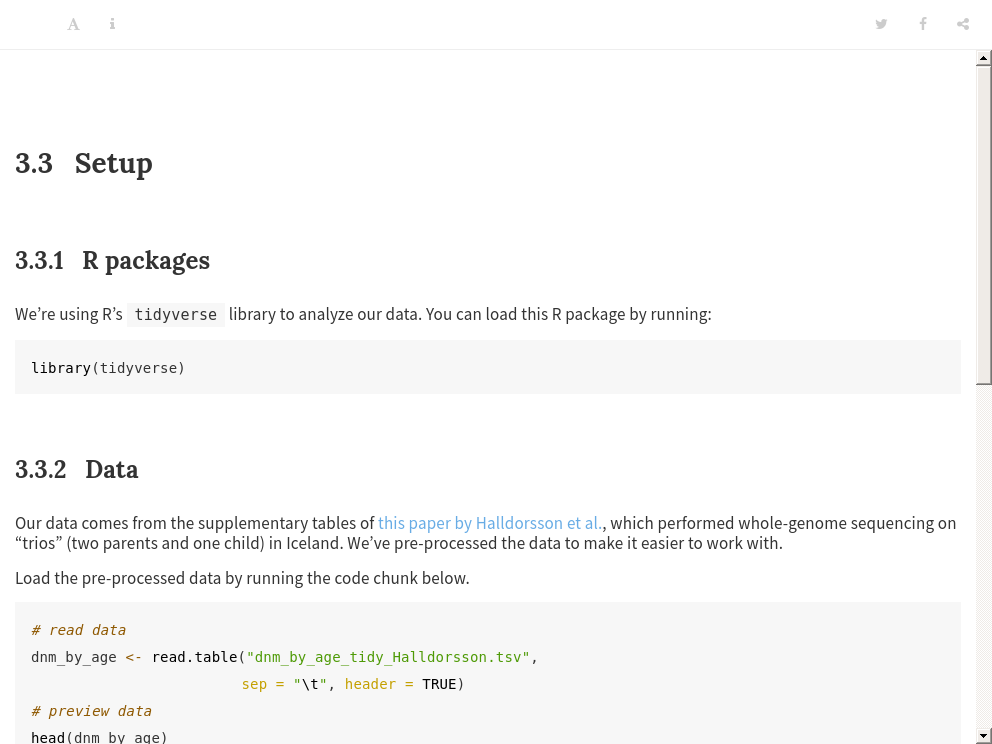 3.3 Setup
3.3.1 R packages
We’re using R’s tidyverse library to analyze our data. You can load this R package by running:
library(tidyverse)
3.3.2 Data
Our data comes from the supplementary tables of this paper by Halldorsson et al., which performed whole-genome sequencing on
“trios” (two parents and one child) in Iceland. We’ve pre-processed the data to make it easier to work with.
Load the pre-processed data by running the code chunk below.
# read data
dnm_by_age <- read.table("dnm_by_age_tidy_Halldorsson.tsv",
sep = "\t", header = TRUE)
# preview data
head(dnm_by_age)